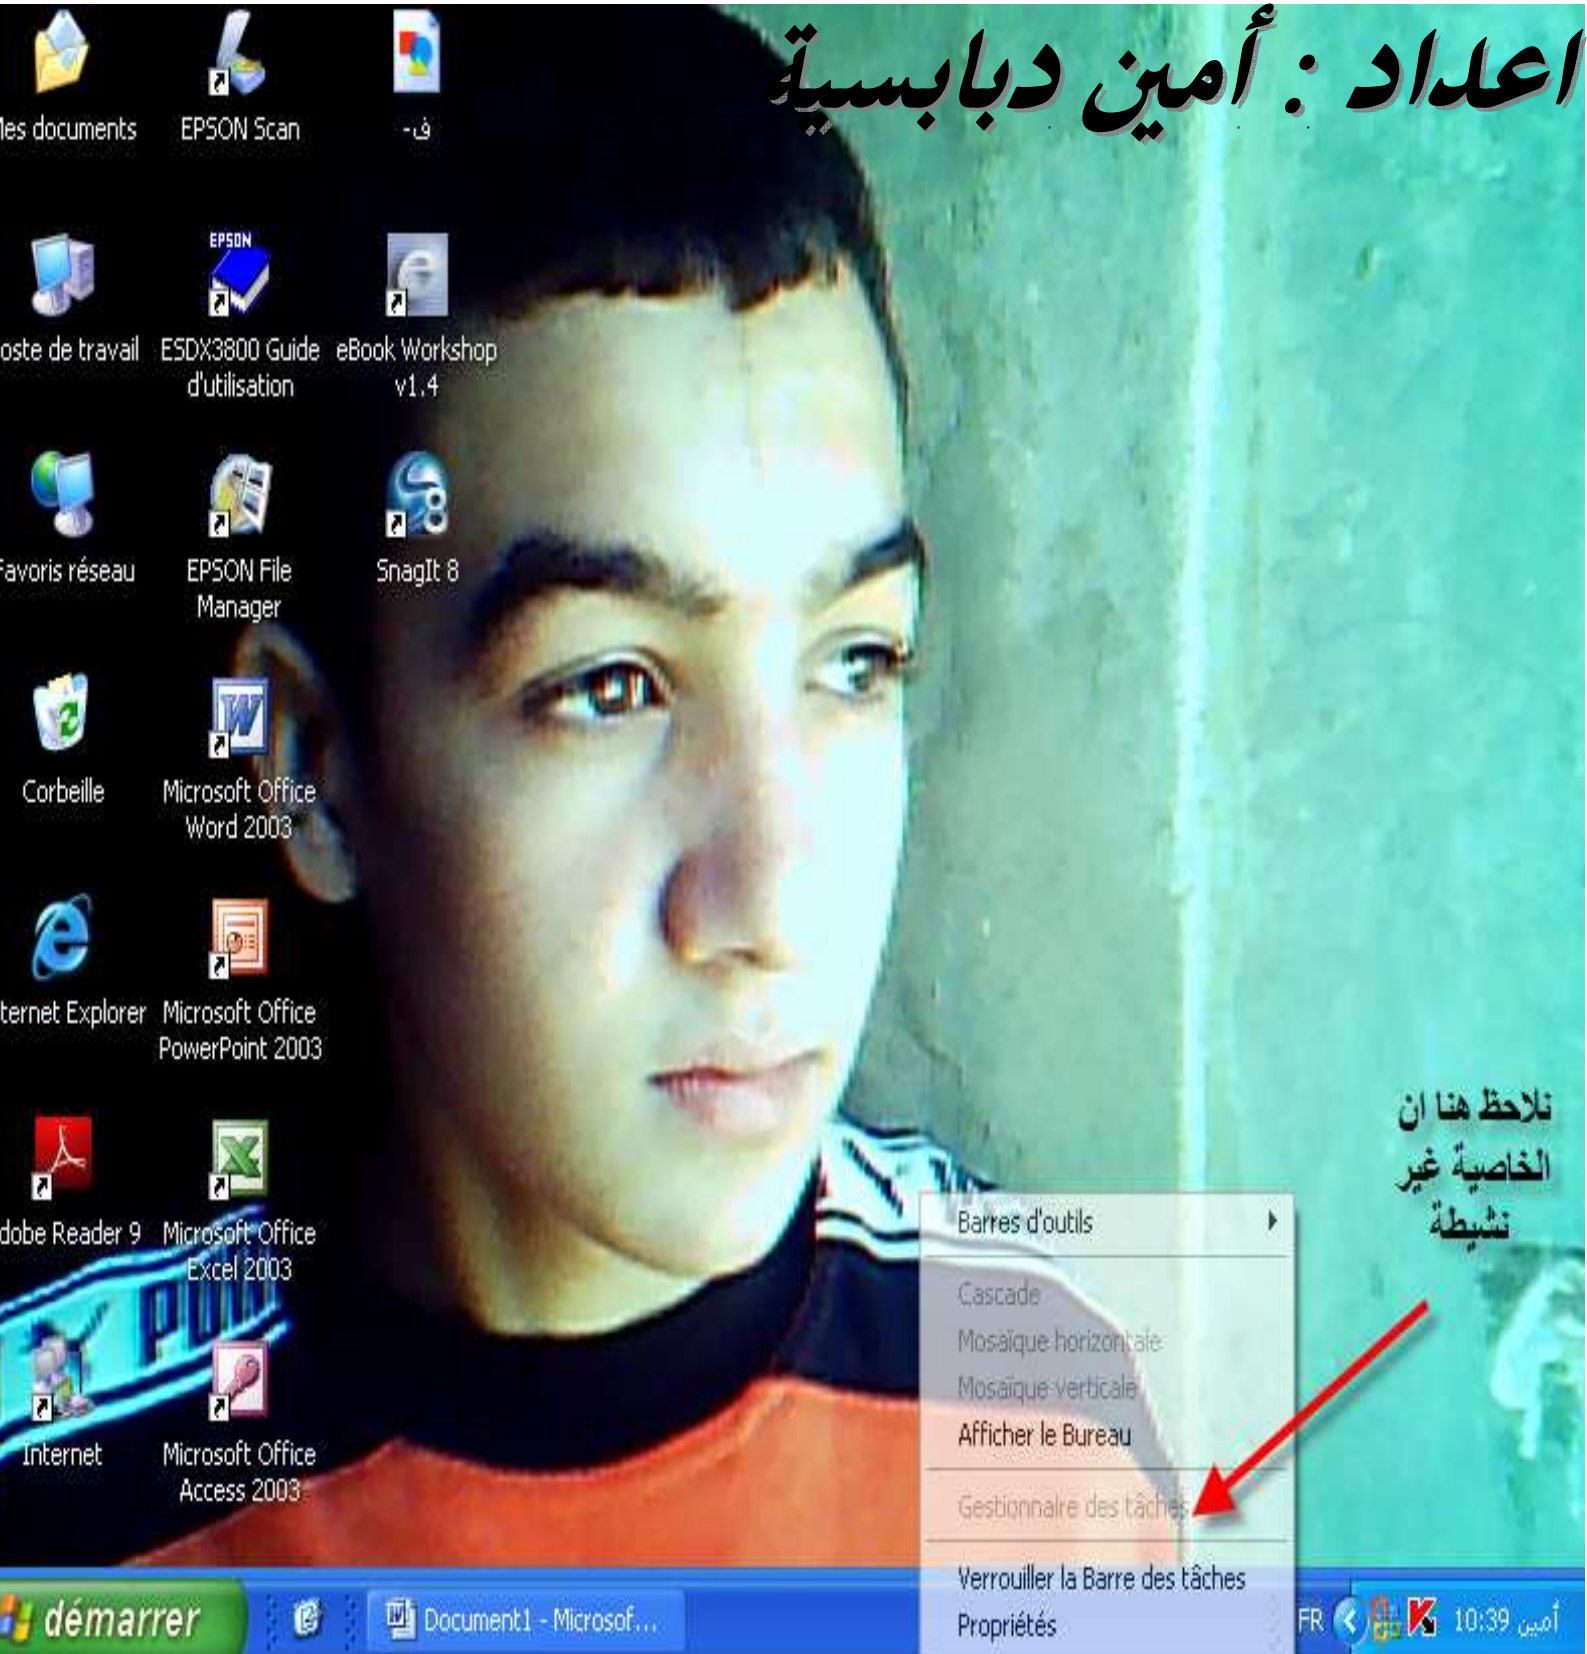 اعداد : أمين دبابسية
Mes documents
EPSON Scan
ف-
oste de travail
EPSON
ESDX3800 Guide
d'utilisation
eBook Workshop
v1.4
Favoris réseau
EPSON File
Manager
SnagIt 8
Corbeille
Microsoft Office
Word 2003
ternet Explorer
Microsoft Office
PowerPoint 2003
dobe Reader 9
Microsoft Office
Excel 2003
Internet
Microsoft Office
Access 2003
نلاحظ هنا ان
الخاصية غير
نشيطة
Barres d'outils
Cascade
Mosaïque horizontale
Mosaïque verticale
Afficher le Bureau
Gestionnaire des tâches
Verrouiller la Barre des tâches
Propriétés
démarrer
Document1 - Microsof...
FR
10:39 أمين